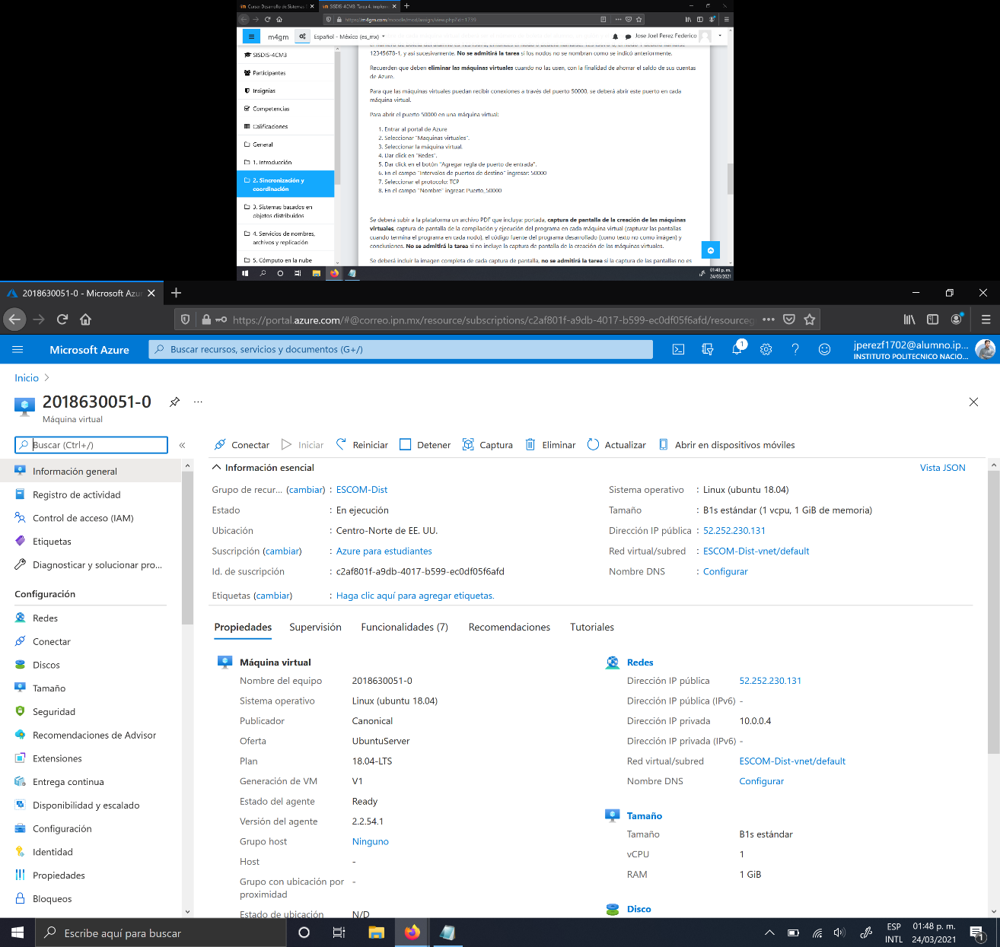 Curso: Desarrollo de Sistemas
SISDIS-4CM3: Tarea 4. Implem
https://m4gm.com/moodle/mod/assign/view.php?id=1739
m4gm
Español - México (es_mx)
Jose Joel Perez Federico
SISDIS-4CM3
Participantes
Insignias
Competencias
Calificaciones
General
1. Introducción
2. Sincronización y
coordinación
3. Sistemas basados en
objetos distribuidos
4. Servicios de nombres,
archivos y replicación
5. Cómputo en la nube
12345678-1, y así sucesivamente. No se admitirá la tarea si los nodos no se nombran como se indicó anteriormente.
Recuerden que deben eliminar las máquinas virtuales cuando no las usen, con la finalidad de ahorrar el saldo de sus cuentas
de Azure.
Para que las máquinas virtuales puedan recibir conexiones a través del puerto 50000, se deberá abrir este puerto en cada
máquina virtual.
Para abrir el puerto 50000 en una máquina virtual:
1. Entrar al portal de Azure
2. Seleccionar "Maquinas virtuales".
3. Seleccionar la máquina virtual.
4. Dar click en "Redes".
5. Dar click en el botón "Agregar regla de puerto de entrada".
6. En el campo "Intervalos de puertos de destino" ingresar: 50000
7. Seleccionar el protocolo: TCP
8. En el campo "Nombre" ingresar: Puerto_50000
Se deberá subir a la plataforma un archivo PDF que incluya: portada, captura de pantalla de la creación de las máquinas
virtuales, captura de pantalla de la compilación y ejecución del programa en cada máquina virtual (capturar las pantallas
cuando termina el programa en cada nodo), el código fuente del programa desarrollado (como texto no como imágen) y
conclusiones. No se admitirá la tarea si no incluye la captura de pantalla de la creación de las máquinas virtuales.
Se deberá incluir la imagen completa de cada captura de pantalla, no se admitirá la tarea si la captura de las pantallas no es
01:48 p. m.
24/03/2021
2018630051-0 - Microsoft Azu
https://portal.azure.com/#@correo.ipn.mx/resource/subscriptions/c2af801f-a9db-4017-b599-ec0df05f6afd/resourceg
Microsoft Azure
Buscar recursos, servicios y documentos (G+/)
1
jperezf1702@alumno.ip...
INSTITUTO POLITECNICO NACIO...
Inicio
2018630051-0
Máquina virtual
Buscar (Ctrl+/)
Conectar
Iniciar
Reiniciar
Detener
Captura
Eliminar
Actualizar
Abrir en dispositivos móviles
Información general
Registro de actividad
Control de acceso (IAM)
Etiquetas
Diagnosticar y solucionar pro...
Configuración
Redes
Conectar
Discos
Tamaño
Seguridad
Recomendaciones de Advisor
Extensiones
Entrega continua
Disponibilidad y escalado
Configuración
Identidad
Propiedades
Bloqueos
Información esencial
Vista JSON
Grupo de recur... (cambiar) : ESCOM-Dist
Estado : En ejecución
Ubicación : Centro-Norte de EE. UU.
Suscripción (cambiar) : Azure para estudiantes
Id. de suscripción : c2af801f-a9db-4017-b599-ec0df05f6afd
Etiquetas (cambiar) : Haga clic aquí para agregar etiquetas.
Sistema operativo : Linux (ubuntu 18.04)
Tamaño : B1s estándar (1 vcpu, 1 GiB de memoria)
Dirección IP pública : 52.252.230.131
Red virtual/subred : ESCOM-Dist-vnet/default
Nombre DNS : Configurar
Propiedades
Supervisión
Funcionalidades (7)
Recomendaciones
Tutoriales
Máquina virtual
Nombre del equipo 2018630051-0
Sistema operativo Linux (ubuntu 18.04)
Publicador Canonical
Oferta UbuntuServer
Plan 18.04-LTS
Generación de VM V1
Estado del agente Ready
Versión del agente 2.2.54.1
Grupo host Ninguno
Host -
Grupo con ubicación por -
proximidad
Estado de ubicación N/D
Redes
Dirección IP pública 52.252.230.131
Dirección IP pública (IPv6) -
Dirección IP privada 10.0.0.4
Dirección IP privada (IPv6) -
Red virtual/subred ESCOM-Dist-vnet/default
Nombre DNS Configurar
Tamaño
Tamaño B1s estándar
vCPU 1
RAM 1 GiB
Disco
Escribe aquí para buscar
ESP
INTL
01:48 p. m.
24/03/2021
1